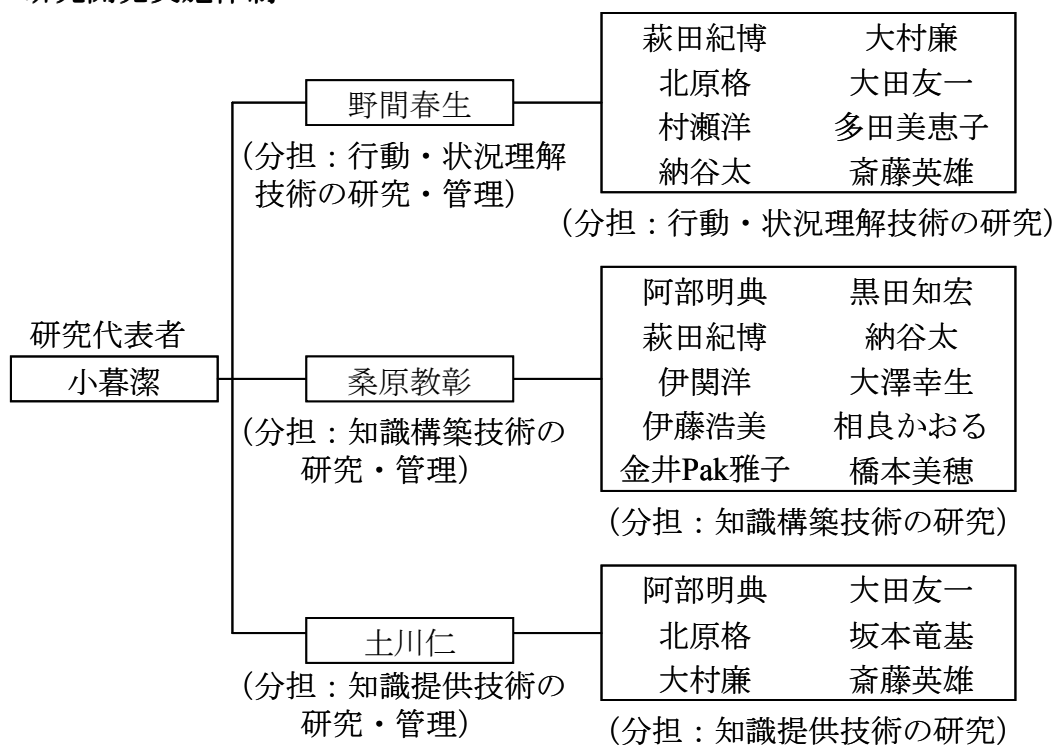 研究代表者
小暮潔
野間春生
(分担：行動・状況理解
技術の研究・管理)
萩田紀博 大村廉
北原格 大田友一
村瀬洋 多田美恵子
納谷太 斎藤英雄
(分担：行動・状況理解技術の研究)
桑原教彰
(分担：知識構築技術の
研究・管理)
阿部明典 黒田知宏
萩田紀博 納谷太
伊関洋 大澤幸生
伊藤浩美 相良かおる
金井Pak雅子 橋本美穂
(分担：知識構築技術の研究)
土川仁
(分担：知識提供技術の
研究・管理)
阿部明典 大田友一
北原格 坂本竜基
大村廉 斎藤英雄
(分担：知識提供技術の研究)